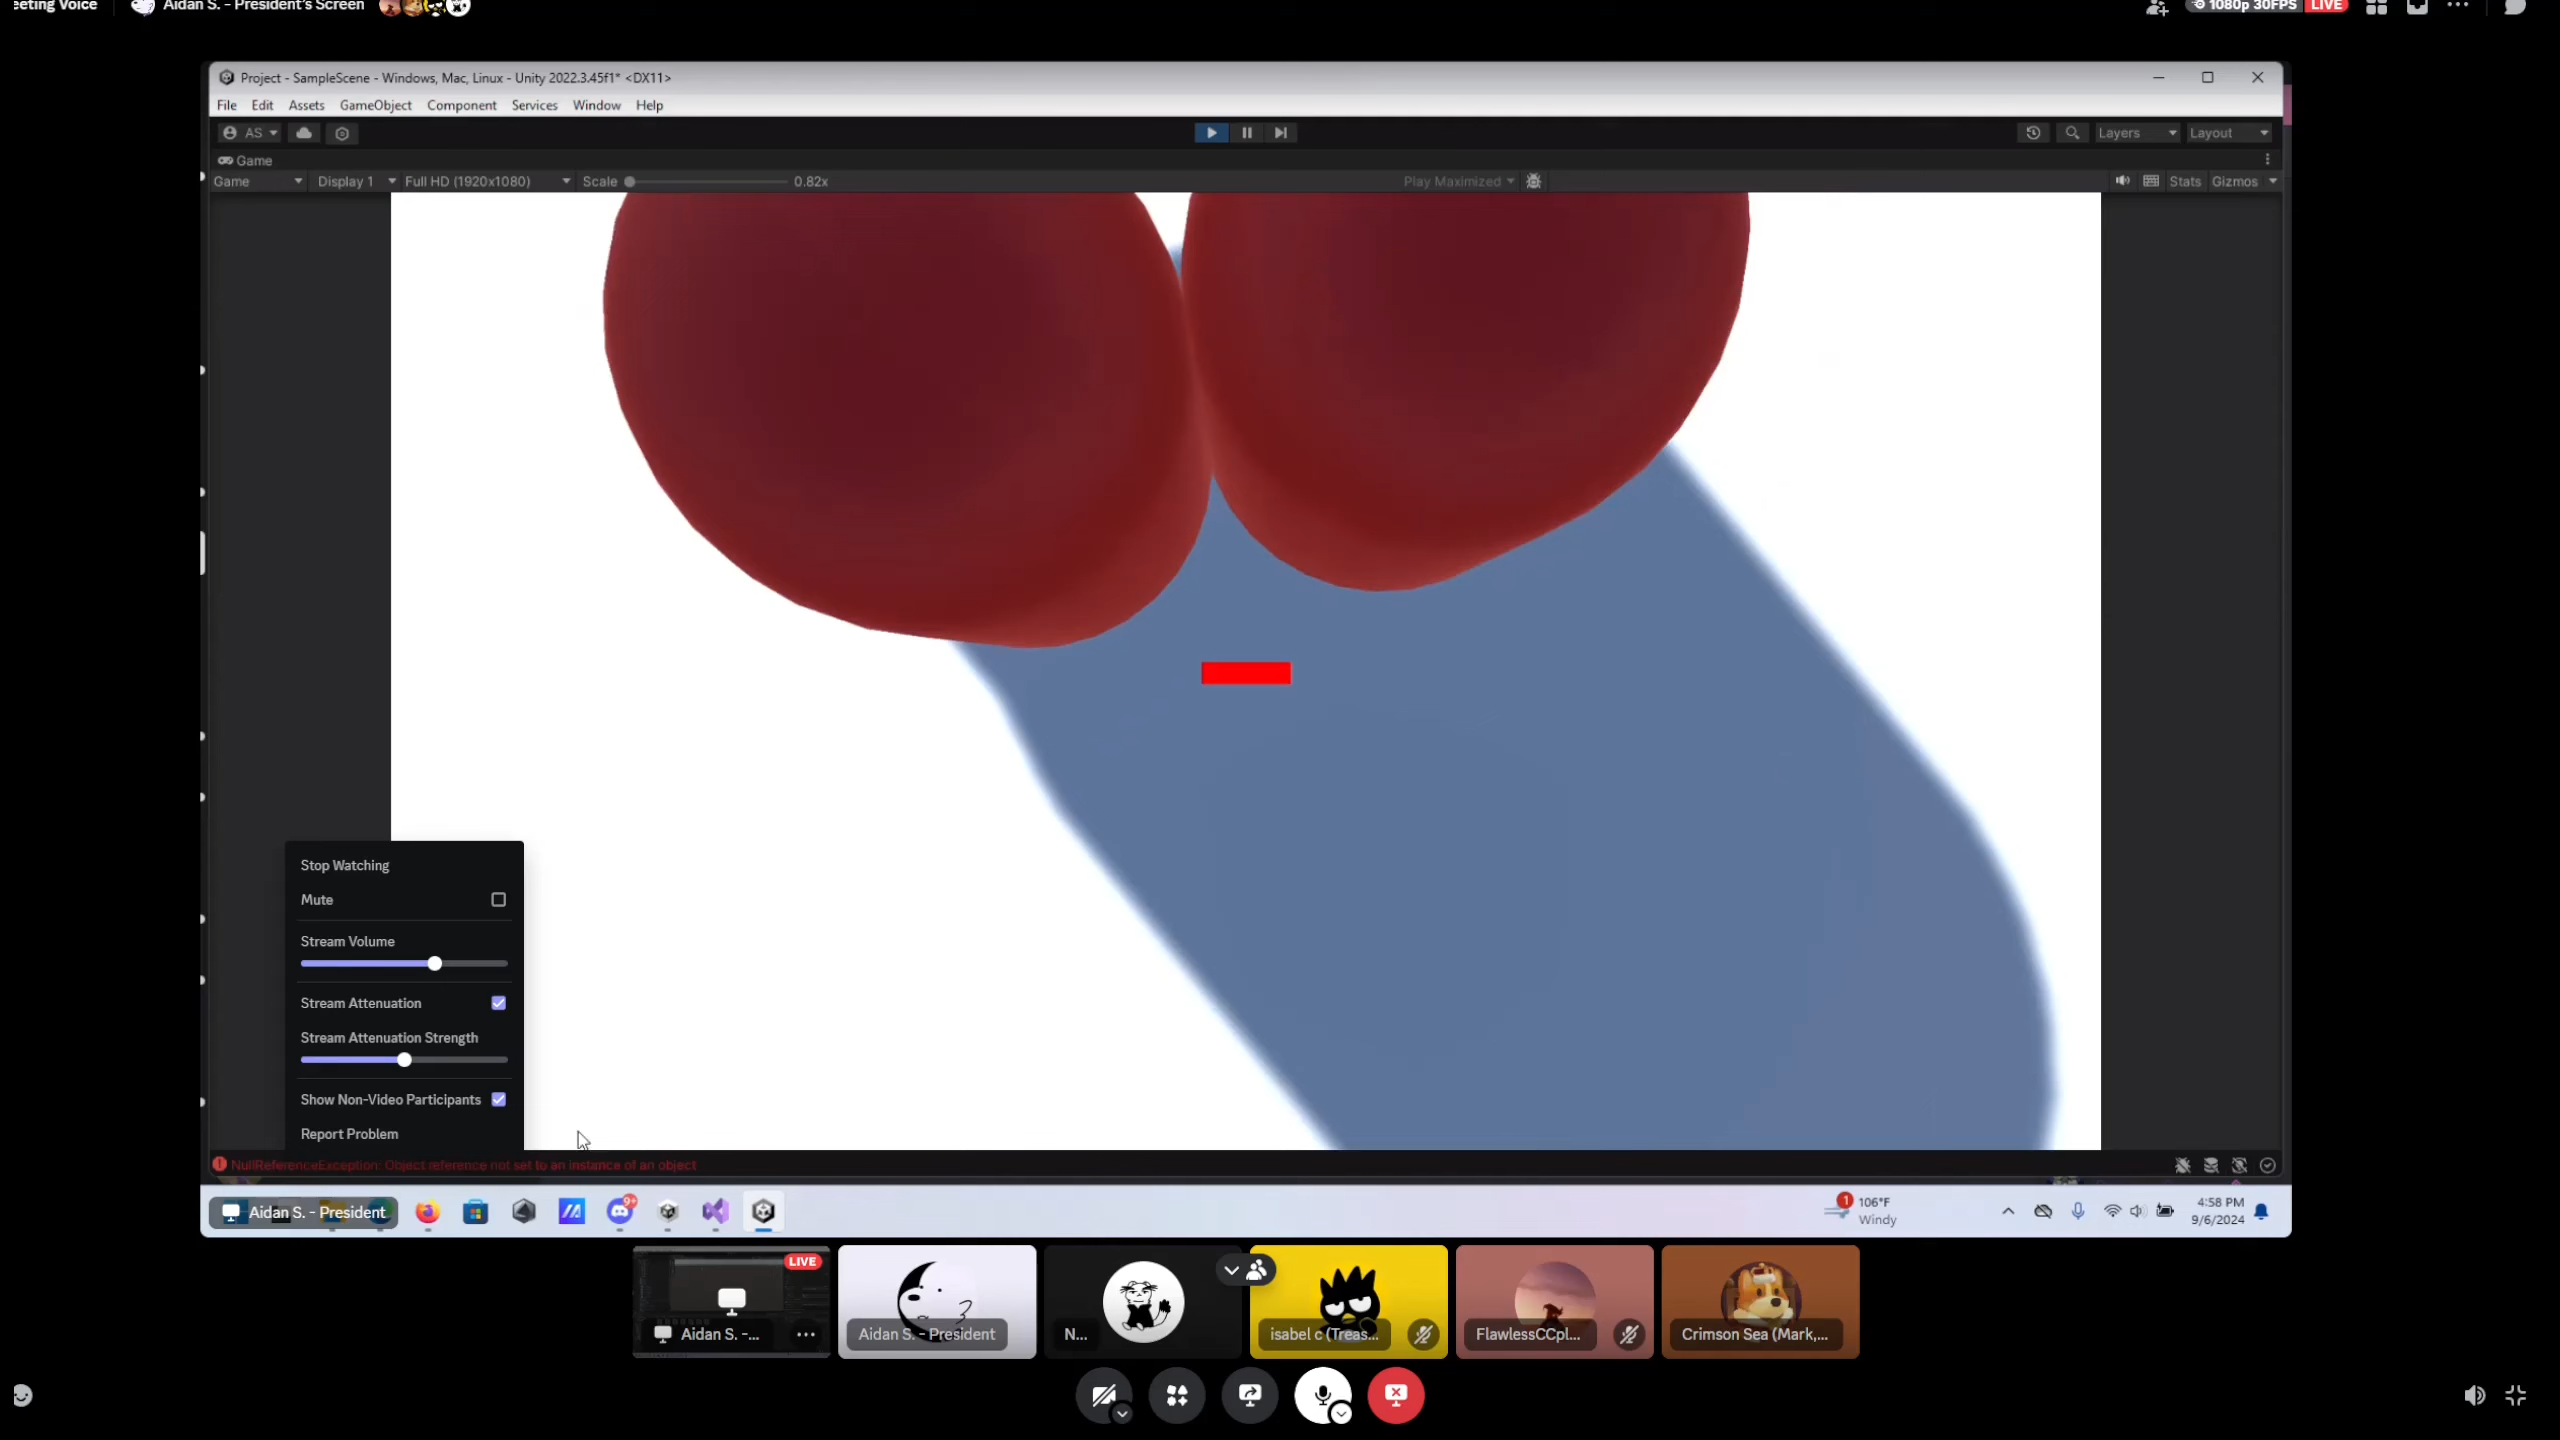 eeting Voice
Aidan S. - President's Screen
1080p 30FPS
LIVE
Project - SampleScene - Windows, Mac, Linux - Unity 2022.3.45f1* <DX11>
File Edit Assets GameObject Component Services Window Help
AS
Layers
Layout
Game
Game
Display 1
Full HD (1920x1080)
Scale
0.82x
Play Maximized
Stats
Gizmos
Stop Watching
Mute
Stream Volume
Stream Attenuation
Stream Attenuation Strength
Show Non-Video Participants
Report Problem
NullReferenceException: Object reference not set to an instance of an object
Aidan S. - President
9+
1
106°F
Windy
4:58 PM
9/6/2024
LIVE
Aidan S. -...
Aidan S. - President
N...
isabel c (Treas...
FlawlessCCpl...
Crimson Sea (Mark,...